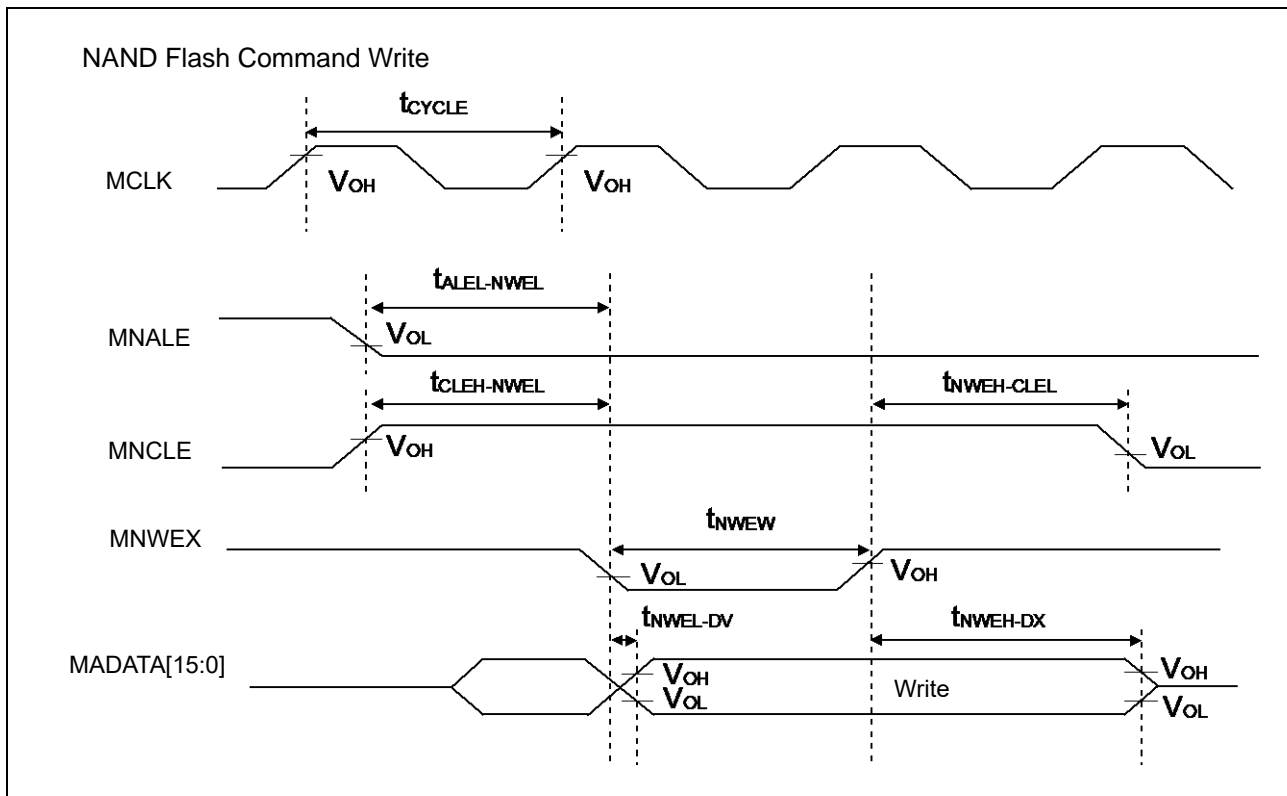 NAND Flash Command Write
tCYCLE
MCLK
VOH
VOH
tALEL-NWEL
MNALE
VOL
tCLEH-NWEL
tNWEH-CLEL
MNCLE
VOH
VOL
tNWEW
MNWEX
VOL
VOH
tNWEL-DV
tNWEH-DX
MADATA[15:0]
VOH
VOH
Write
VOL
VOL